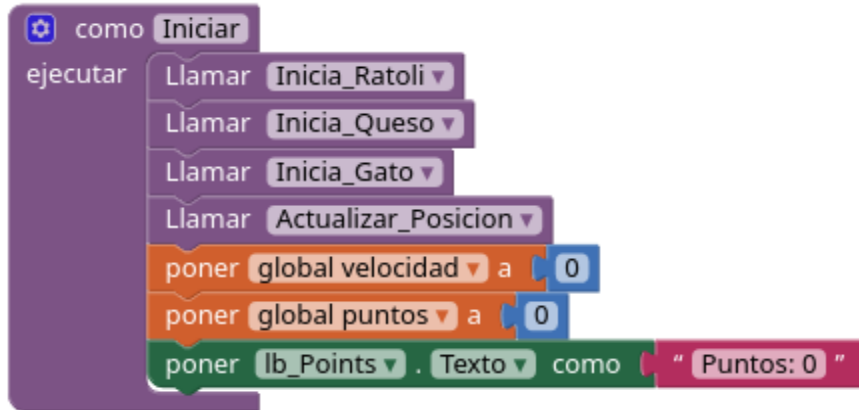 como Iniciar
ejecutar Llamar Inicia_Ratoli
Llamar Inicia_Queso
Llamar Inicia_Gato
Llamar Actualizar_Posicion
poner global velocidad a 0
poner global puntos a 0
poner lb_Points . Texto como " Puntos: 0 "